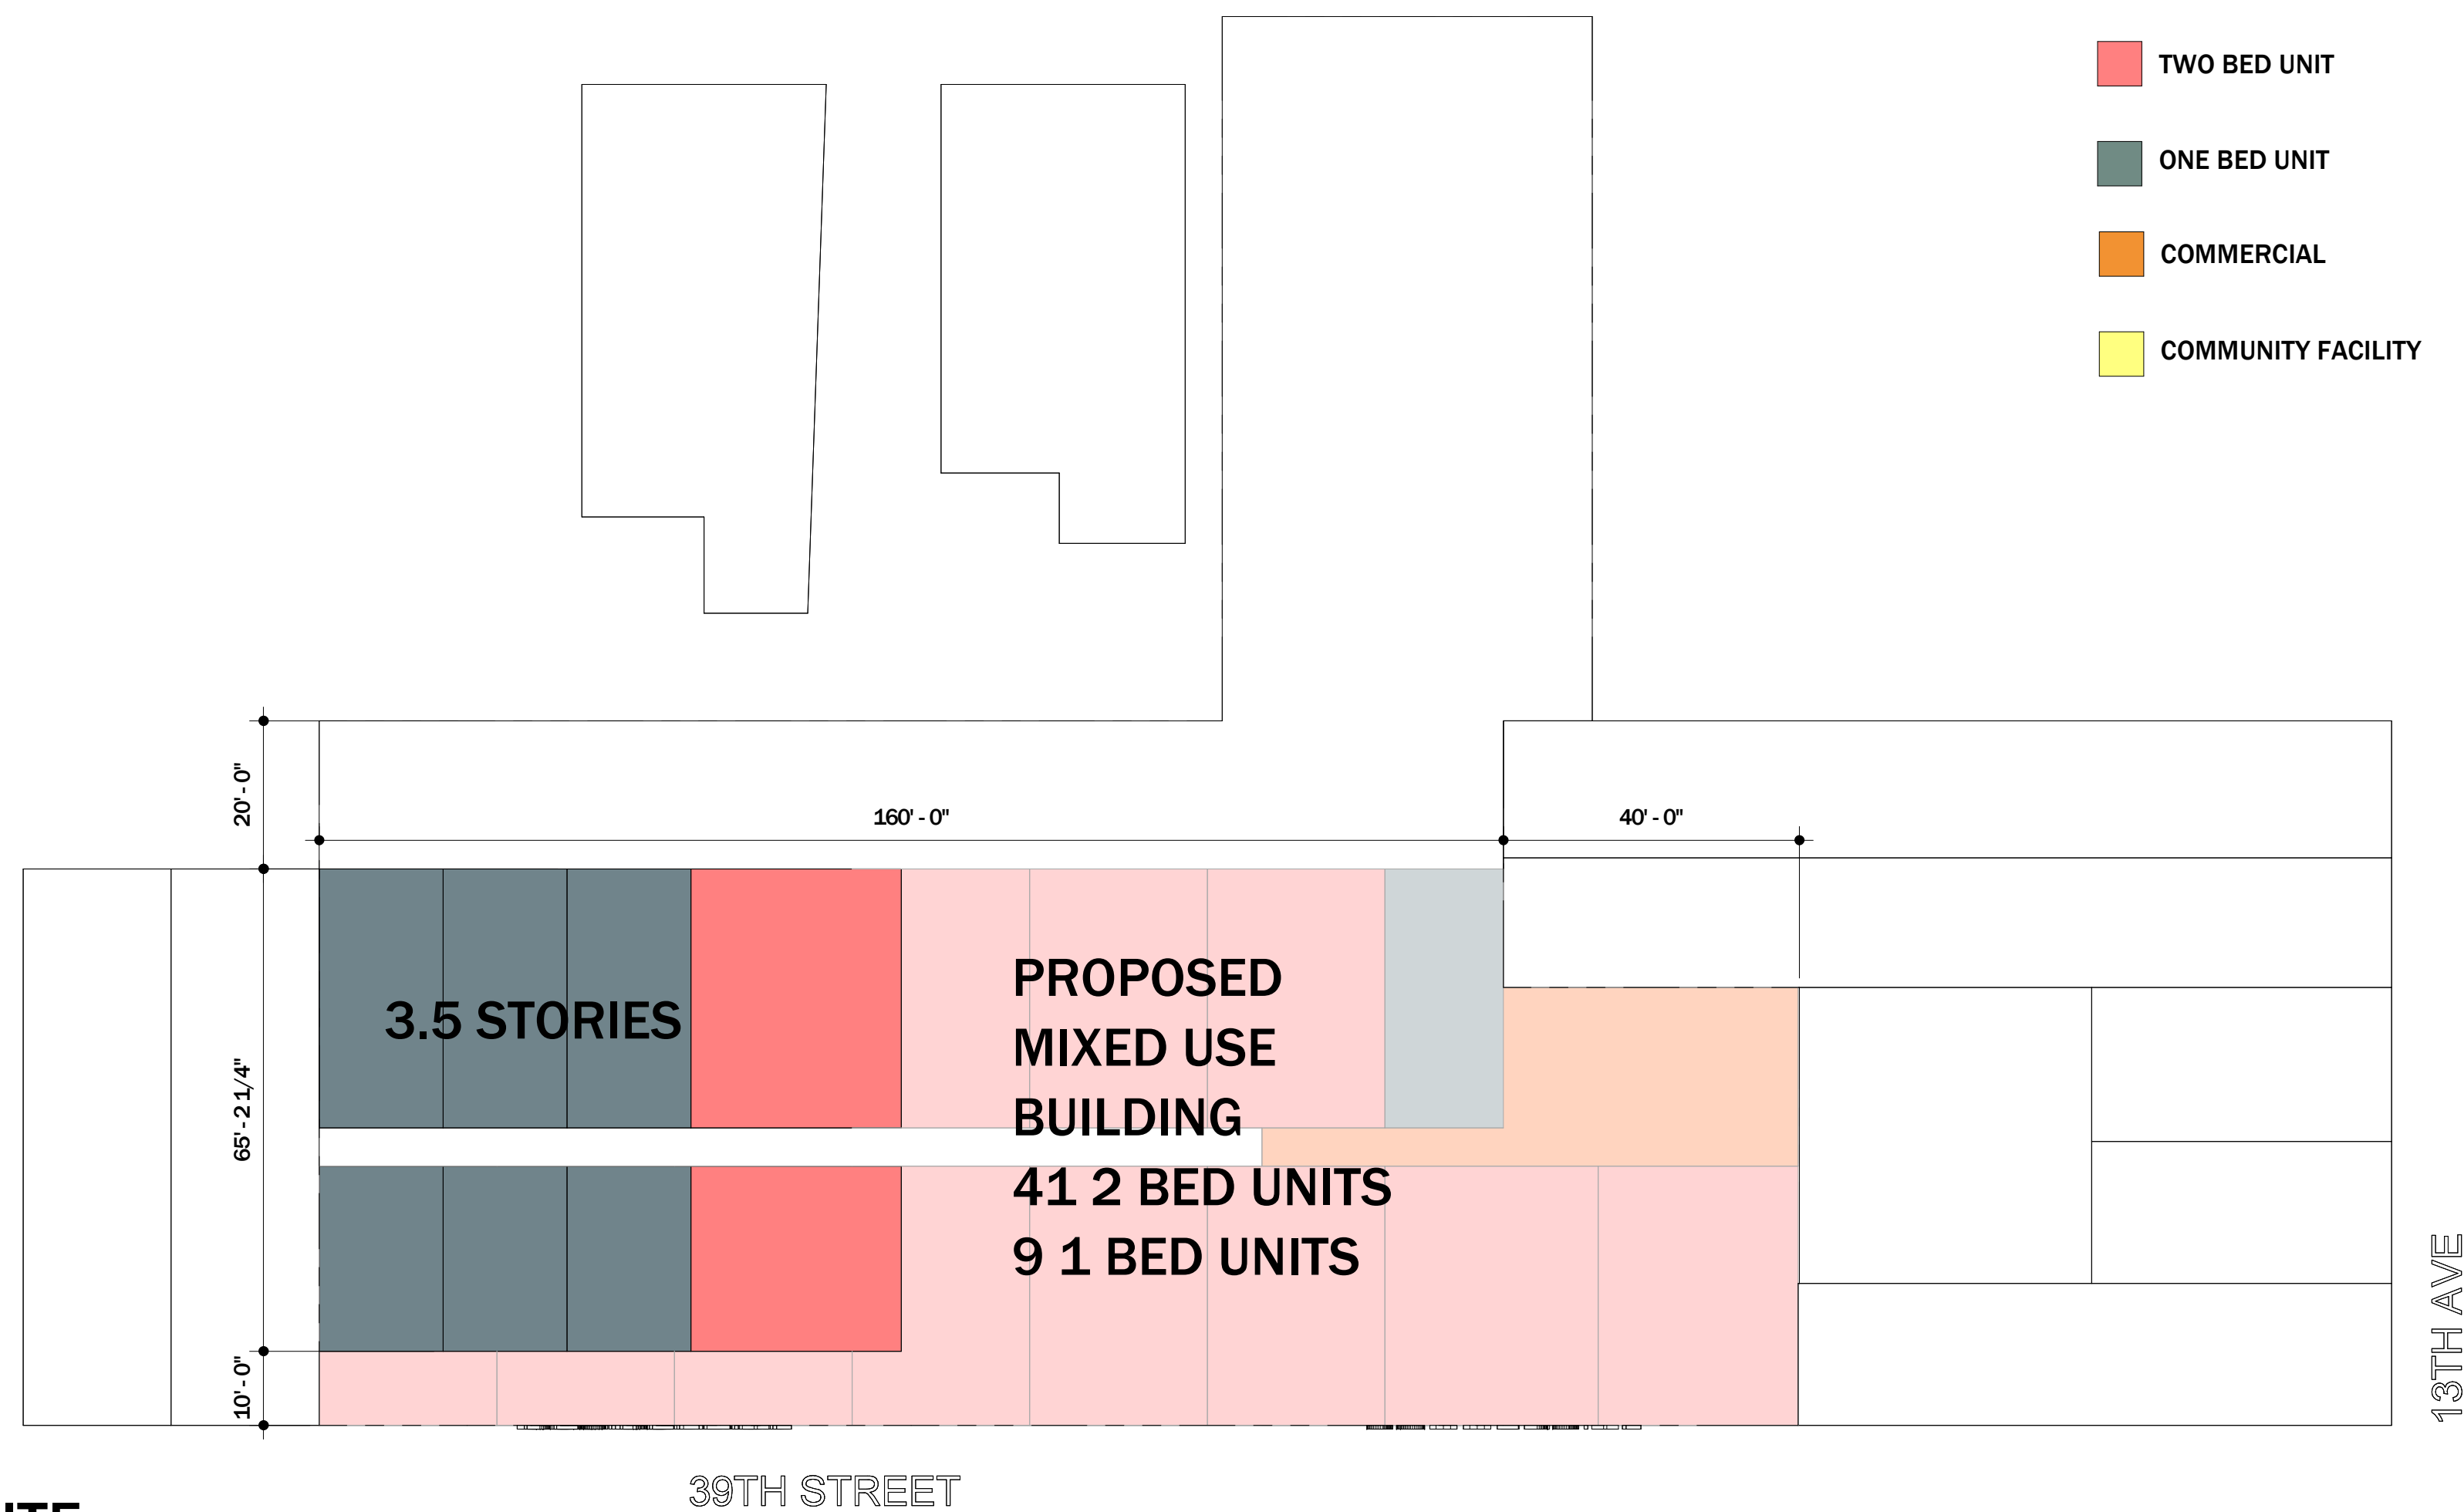 TWO BED UNIT
ONE BED UNIT
COMMERCIAL
COMMUNITY FACILITY
20'-0"
160'-0"
40'-0"
3.5 STORIES
PROPOSED
MIXED USE
BUILDING
41 2 BED UNITS
9 1 BED UNITS
65'-2 1/4"
10'-0"
13TH AVE
39TH STREET